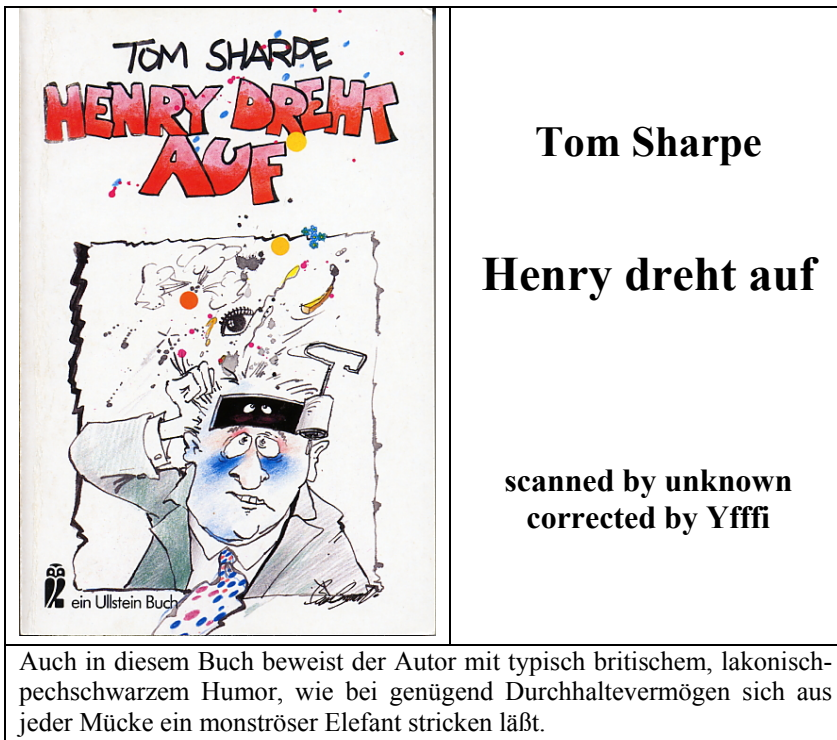 TOM SHARPE
HENRY DREHT
AUF
ein Ullstein Buch
Tom Sharpe
Henry dreht auf
scanned by unknown
corrected by Yfffi
Auch in diesem Buch beweist der Autor mit typisch britischem, lakonisch-
pechschwarzem Humor, wie bei genügend Durchhaltevermögen sich aus
jeder Mücke ein monströser Elefant stricken läßt.